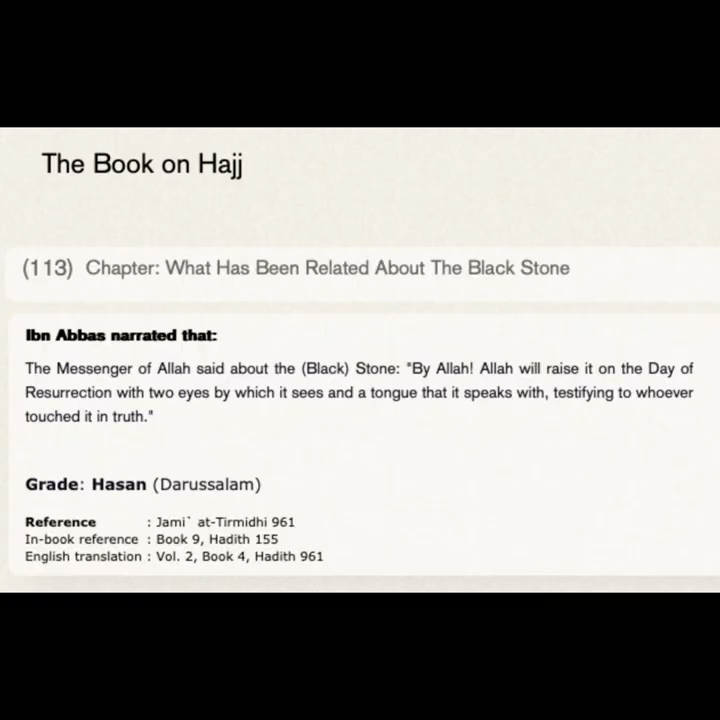 The Book on Hajj
(113) Chapter: What Has Been Related About The Black Stone
Ibn Abbas narrated that:
The Messenger of Allah said about the (Black) Stone: "By Allah! Allah will raise it on the Day of
Resurrection with two eyes by which it sees and a tongue that it speaks with, testifying to whoever
touched it in truth."
Grade: Hasan (Darussalam)
Reference : Jami` at-Tirmidhi 961
In-book reference : Book 9, Hadith 155
English translation : Vol. 2, Book 4, Hadith 961